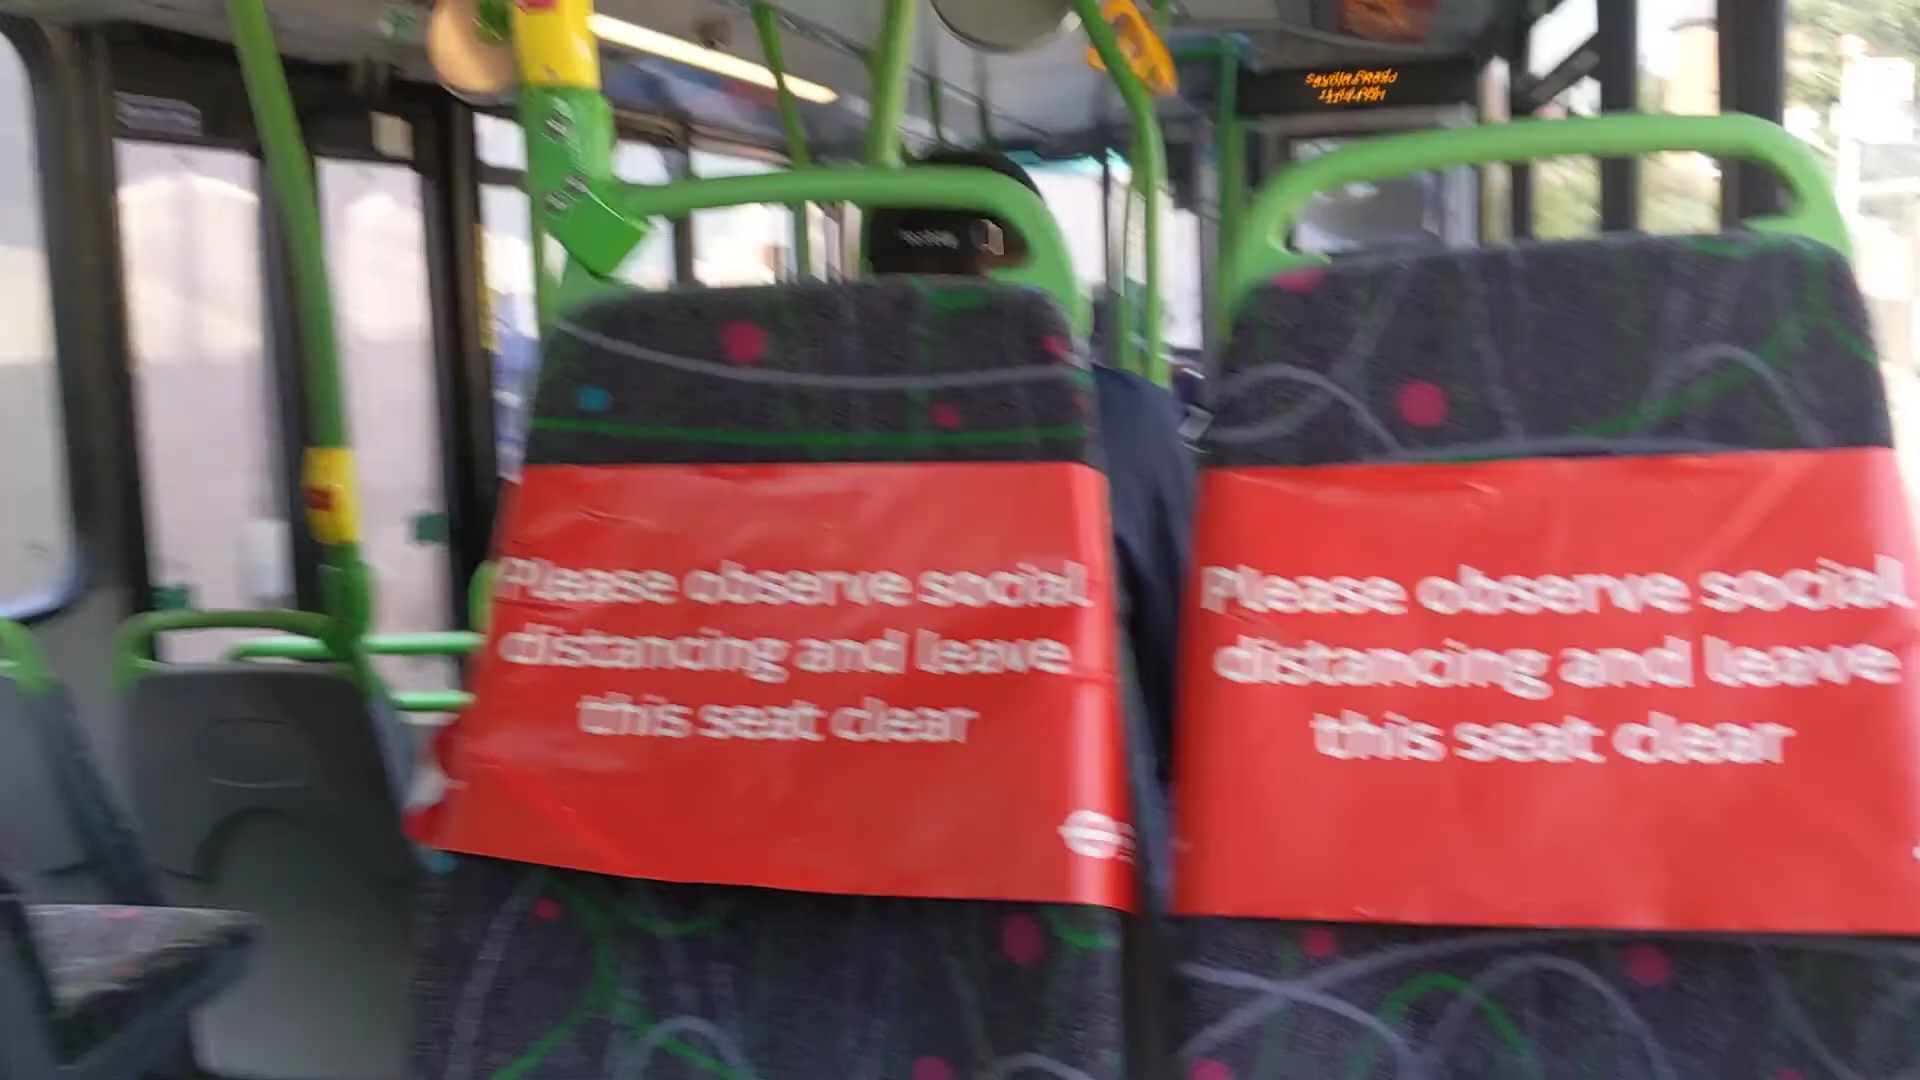 Please observe social
distancing and leave
this seat clear
Please observe social
distancing and leave
this seat clear